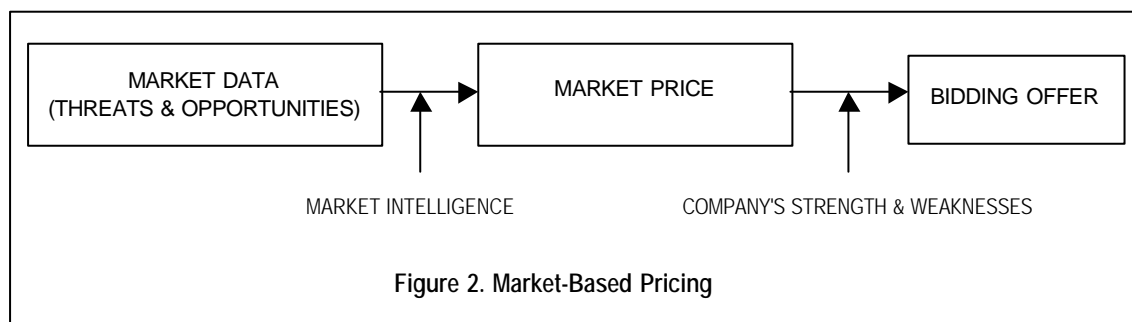 MARKET DATA
(THREATS & OPPORTUNITIES)
MARKET PRICE
BIDDING OFFER
MARKET INTELLIGENCE
COMPANY'S STRENGTH & WEAKNESSES
Figure 2. Market-Based Pricing